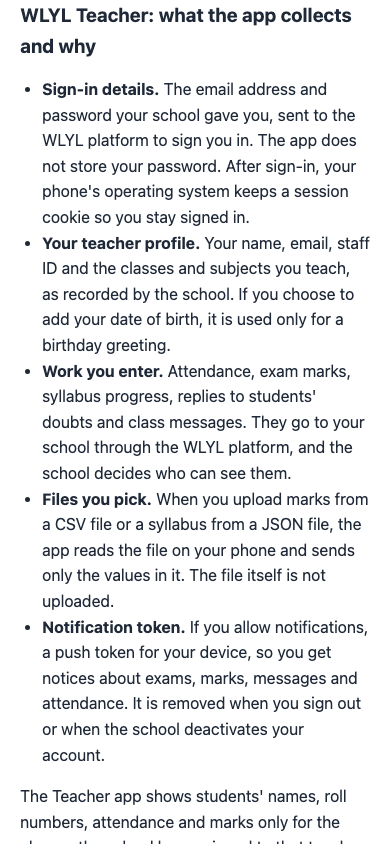 WLYL Teacher: what the app collects
and why
• Sign-in details. The email address and
password your school gave you, sent to the
WLYL platform to sign you in. The app does
not store your password. After sign-in, your
phone's operating system keeps a session
cookie so you stay signed in.
• Your teacher profile. Your name, email, staff
ID and the classes and subjects you teach,
as recorded by the school. If you choose to
add your date of birth, it is used only for a
birthday greeting.
• Work you enter. Attendance, exam marks,
syllabus progress, replies to students'
doubts and class messages. They go to your
school through the WLYL platform, and the
school decides who can see them.
• Files you pick. When you upload marks from
a CSV file or a syllabus from a JSON file, the
app reads the file on your phone and sends
only the values in it. The file itself is not
uploaded.
• Notification token. If you allow notifications,
a push token for your device, so you get
notices about exams, marks, messages and
attendance. It is removed when you sign out
or when the school deactivates your
account.
The Teacher app shows students' names, roll
numbers, attendance and marks only for the